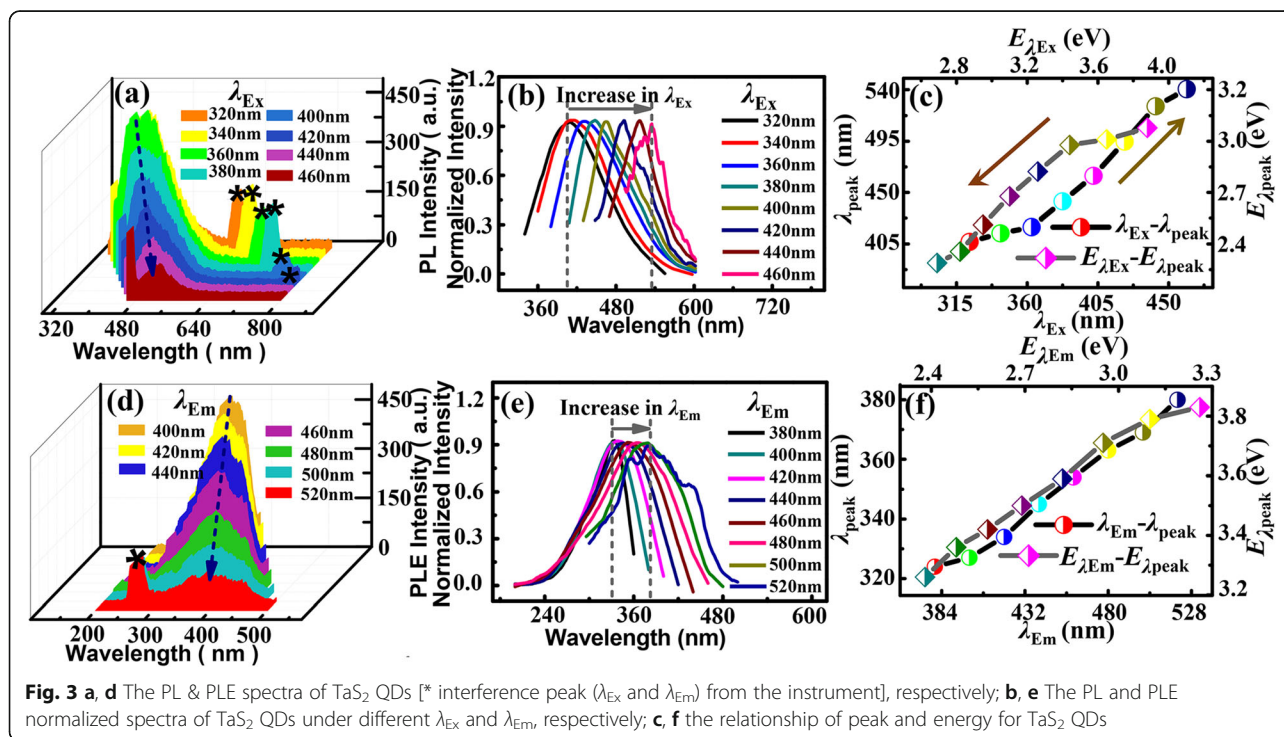 (a)
λEx
320nm
340nm
360nm
380nm
400nm
420nm
440nm
460nm
450
300
150
0
PL Intensity ( a.u.)
320 480 640 800
Wavelength ( nm)
(b)
Increase in λEx
λEx
320nm
340nm
360nm
380nm
400nm
420nm
440nm
460nm
1.2
0.9
0.6
0.3
0.0
Normalized Intensity
360 480 600 720
Wavelength (nm)
EλEx (eV)
2.7 3.0 3.3 3.6 4.0
(c)
540
495
450
405
λpeak (nm)
3.2
3.0
2.7
2.4
Eλpeak (eV)
λEx-λpeak
EλEx-Eλpeak
315 360 405 450
λEx (nm)
(d)
λEm
400nm
420nm
440nm
460nm
480nm
500nm
520nm
450
300
150
0
PLE Intensity ( a.u.)
200 300 400 500
Wavelength ( nm)
(e)
Increase in λEm
λEm
380nm
400nm
420nm
440nm
460nm
480nm
500nm
520nm
1.2
0.9
0.6
0.3
0.0
Normalized Intensity
240 360 480 600
Wavelength (nm)
EλEm (eV)
2.4 2.7 3.0 3.3
(f)
380
360
340
320
λpeak (nm)
3.8
3.6
3.4
3.2
Eλpeak (eV)
λEm-λpeak
EλEm-Eλpeak
384 432 480 528
λEm (nm)
Fig. 3 a, d The PL & PLE spectra of TaS2 QDs [* interference peak (λEx and λEm) from the instrument], respectively; b, e The PL and PLE
normalized spectra of TaS2 QDs under different λEx and λEm, respectively; c, f the relationship of peak and energy for TaS2 QDs